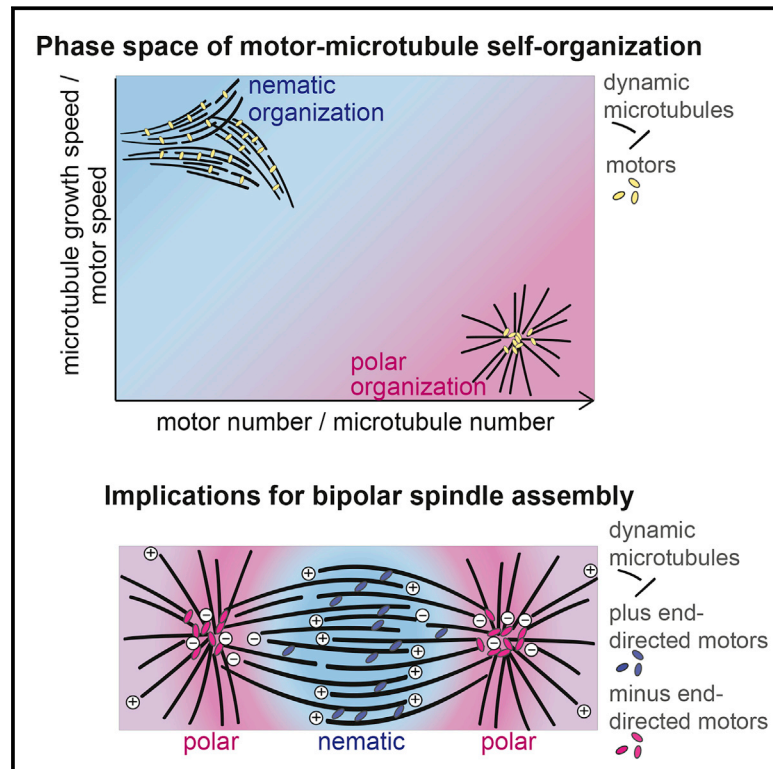 Phase space of motor-microtubule self-organization
nematic
organization
dynamic
microtubules
motors
microtubule growth speed /
motor speed
polar
organization
motor number / microtubule number
Implications for bipolar spindle assembly
dynamic
microtubules
plus end-
directed motors
minus end-
directed motors
polar nematic polar